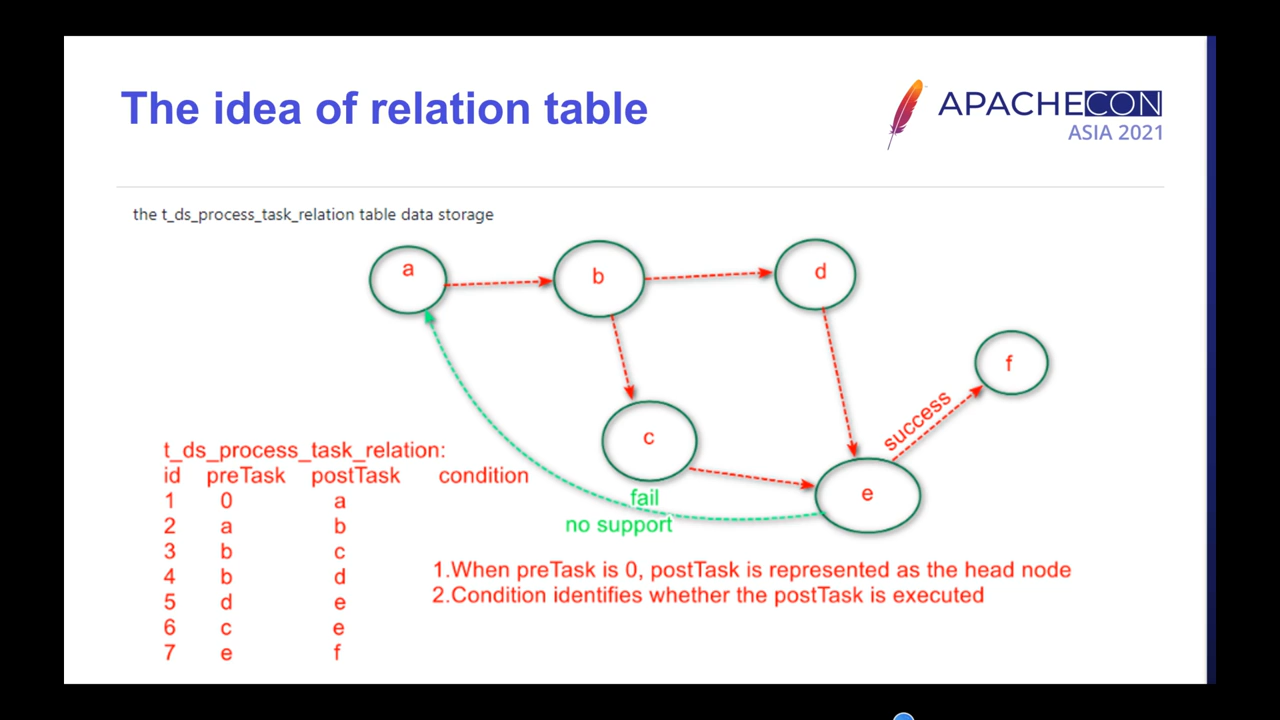 The idea of relation table
APACHECON
ASIA 2021
the t_ds_process_task_relation table data storage
a
b
d
f
success
c
e
fail
no support
t_ds_process_task_relation:
id preTask postTask condition
1 0 a
2 a b
3 b c
4 b d
5 d e
6 c e
7 e f
1.When preTask is 0, postTask is represented as the head node
2.Condition identifies whether the postTask is executed